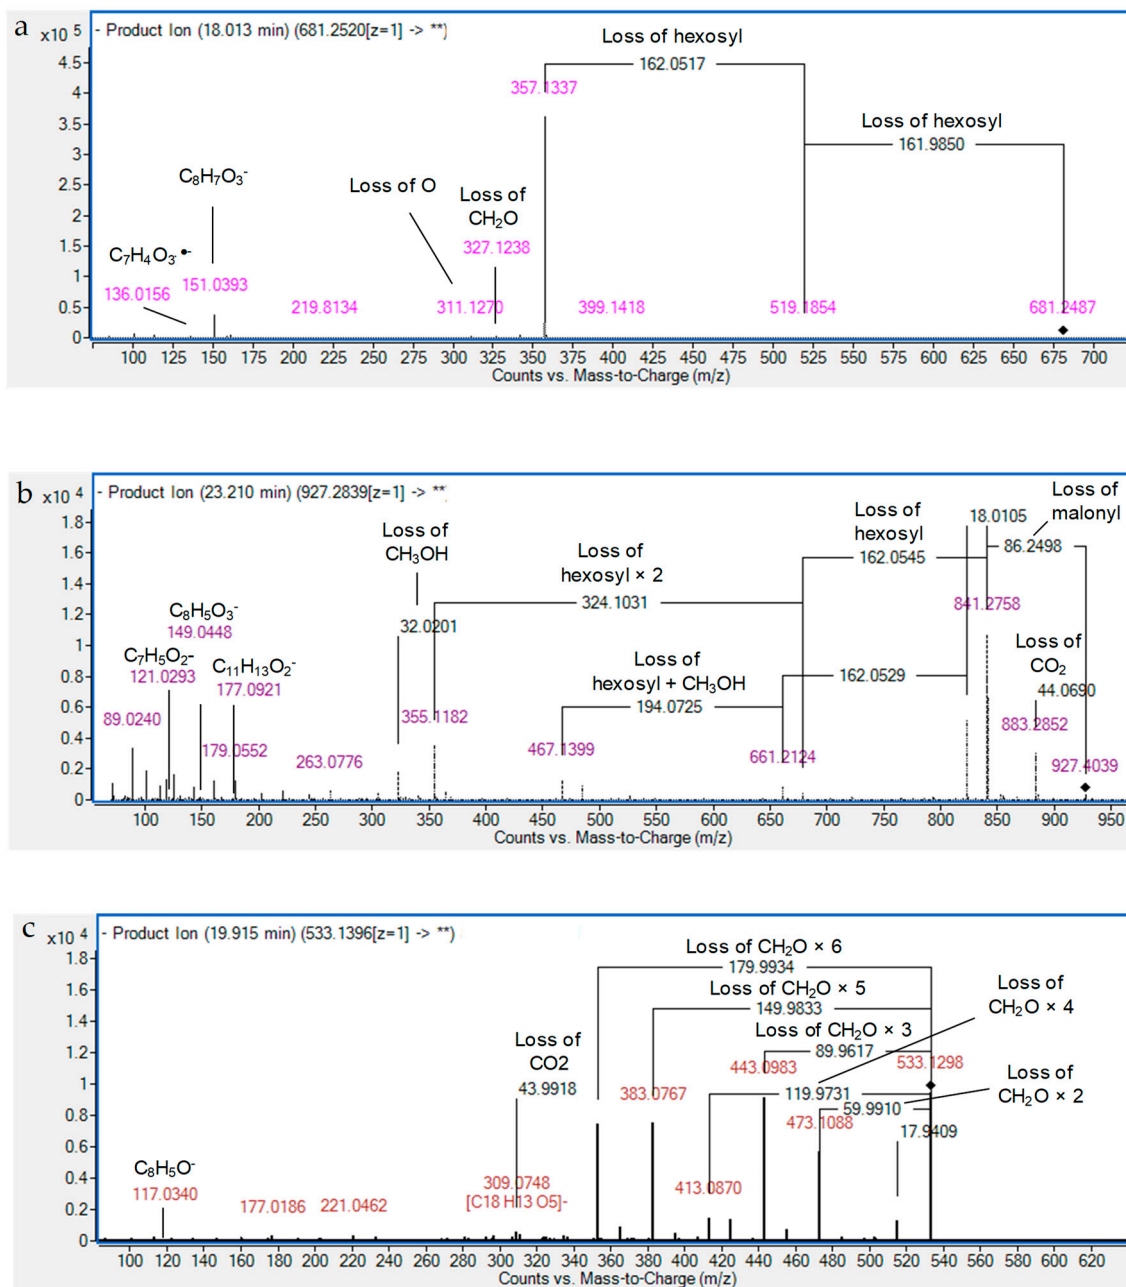 a
x10 5
- Product Ion (18.013 min) (681.2520[z=1] -> **)
Loss of hexosyl
162.0517
357.1337
Loss of hexosyl
161.9850
C₈H₇O₃⁻
Loss of O
Loss of
CH₂O
327.1238
C₇H₄O₃.•-
136.0156
151.0393
219.8134
311.1270
399.1418
519.1854
681.2487
4.5
4
3.5
3
2.5
2
1.5
1
0.5
0
100 125 150 175 200 225 250 275 300 325 350 375 400 425 450 475 500 525 550 575 600 625 650 675 700
Counts vs. Mass-to-Charge (m/z)
b
x10 4
- Product Ion (23.210 min) (927.2839[z=1] -> **
Loss of
CH₃OH
32.0201
Loss of
hexosyl × 2
324.1031
Loss of
hexosyl
162.0545
18.0105
Loss of
malonyl
86.2498
841.2758
C₈H₅O₃⁻
149.0448
C₇H₅O₂-
121.0293
C₁₁H₁₃O₂⁻
177.0921
Loss of
hexosyl + CH₃OH
194.0725
162.0529
Loss of
CO₂
44.0690
89.0240
179.0552
263.0776
355.1182
467.1399
661.2124
883.2852
927.4039
1.8
1.6
1.4
1.2
1
0.8
0.6
0.4
0.2
0
100 150 200 250 300 350 400 450 500 550 600 650 700 750 800 850 900 950
Counts vs. Mass-to-Charge (m/z)
c
x10 4
- Product Ion (19.915 min) (533.1396[z=1] -> **)
Loss of CH₂O × 6
179.9934
Loss of CH₂O × 5
149.9833
Loss of
CH₂O × 4
Loss of CH₂O × 3
89.9617
443.0983
533.1298
Loss of
CO2
43.9918
383.0767
119.9731
Loss of
CH₂O × 2
59.9910
473.1088
17.9409
C₈H₅O⁻
117.0340
177.0186
221.0462
309.0748
[C18 H13 O5]-
413.0870
1.8
1.6
1.4
1.2
1
0.8
0.6
0.4
0.2
0
100 120 140 160 180 200 220 240 260 280 300 320 340 360 380 400 420 440 460 480 500 520 540 560 580 600 620
Counts vs. Mass-to-Charge (m/z)